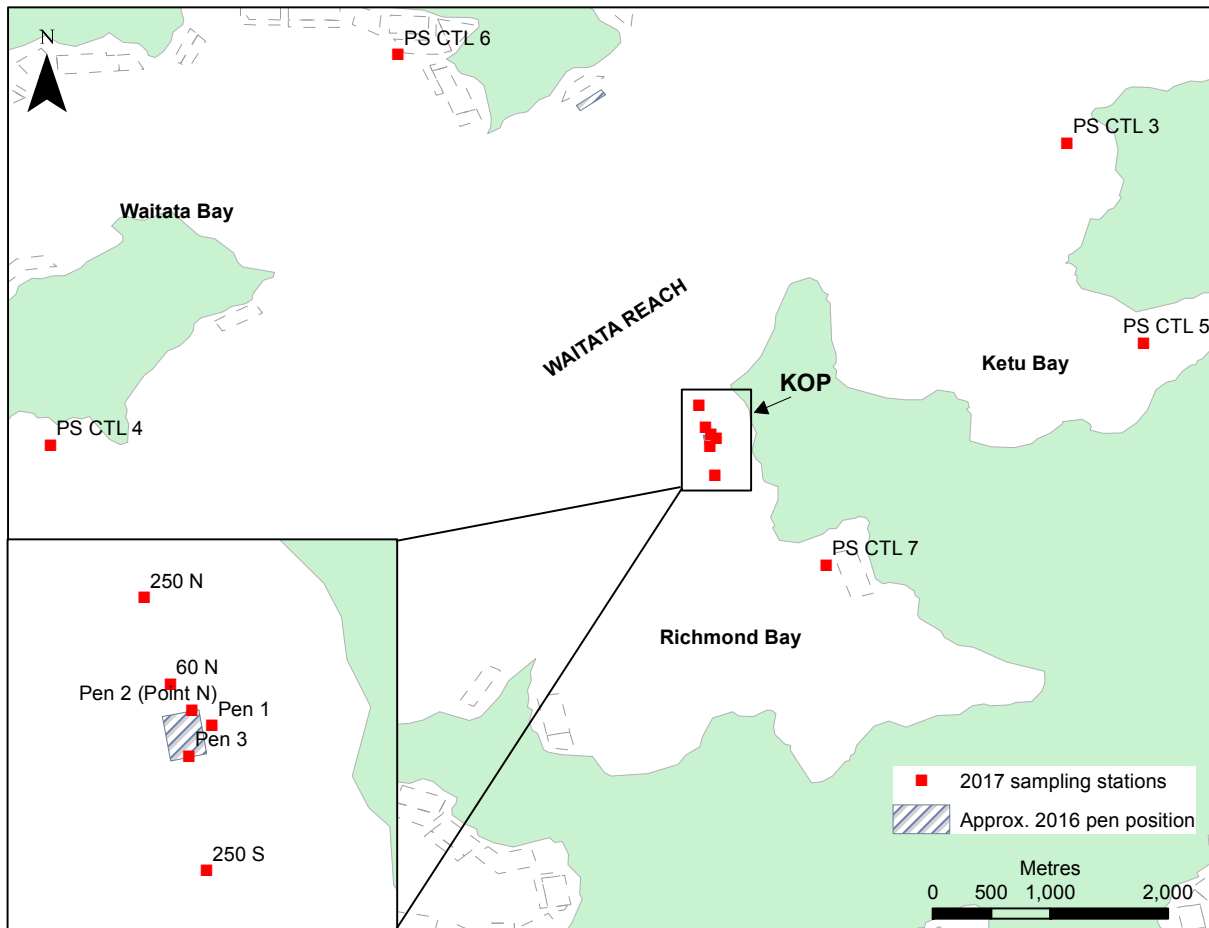 N
PS CTL 6
PS CTL 3
Waitata Bay
WAITATA REACH
PS CTL 5
Ketu Bay
KOP
PS CTL 4
PS CTL 7
Richmond Bay
250 N
60 N
Pen 2 (Point N)
Pen 1
Pen 3
250 S
2017 sampling stations
Approx. 2016 pen position
Metres
0 500 1,000 2,000